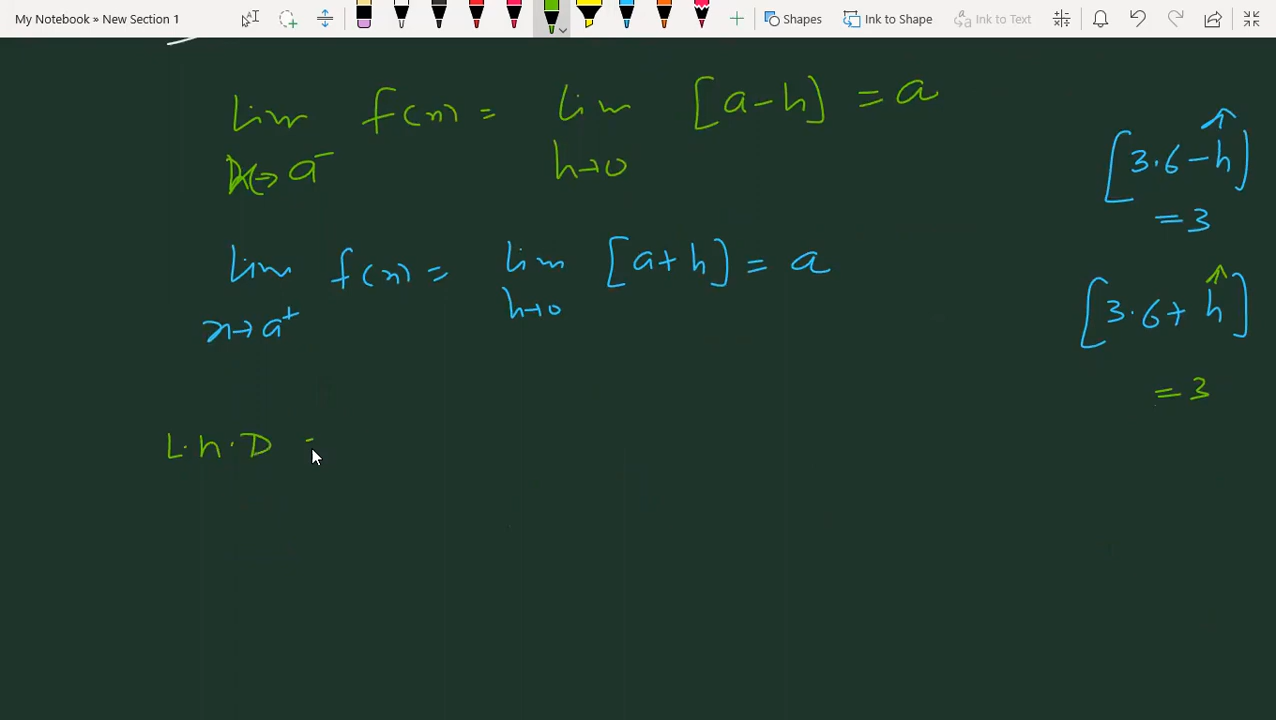 My Notebook » New Section 1
Shapes
Ink to Shape
Ink to Text
Lim f(x) = Lim [a-h] = a
x→a⁻ h→0
[3.6-h]
=3
Lim f(x) = Lim [a+h] = a
x→a⁺ h→0
[3.6+h]
=3
L.h.D =